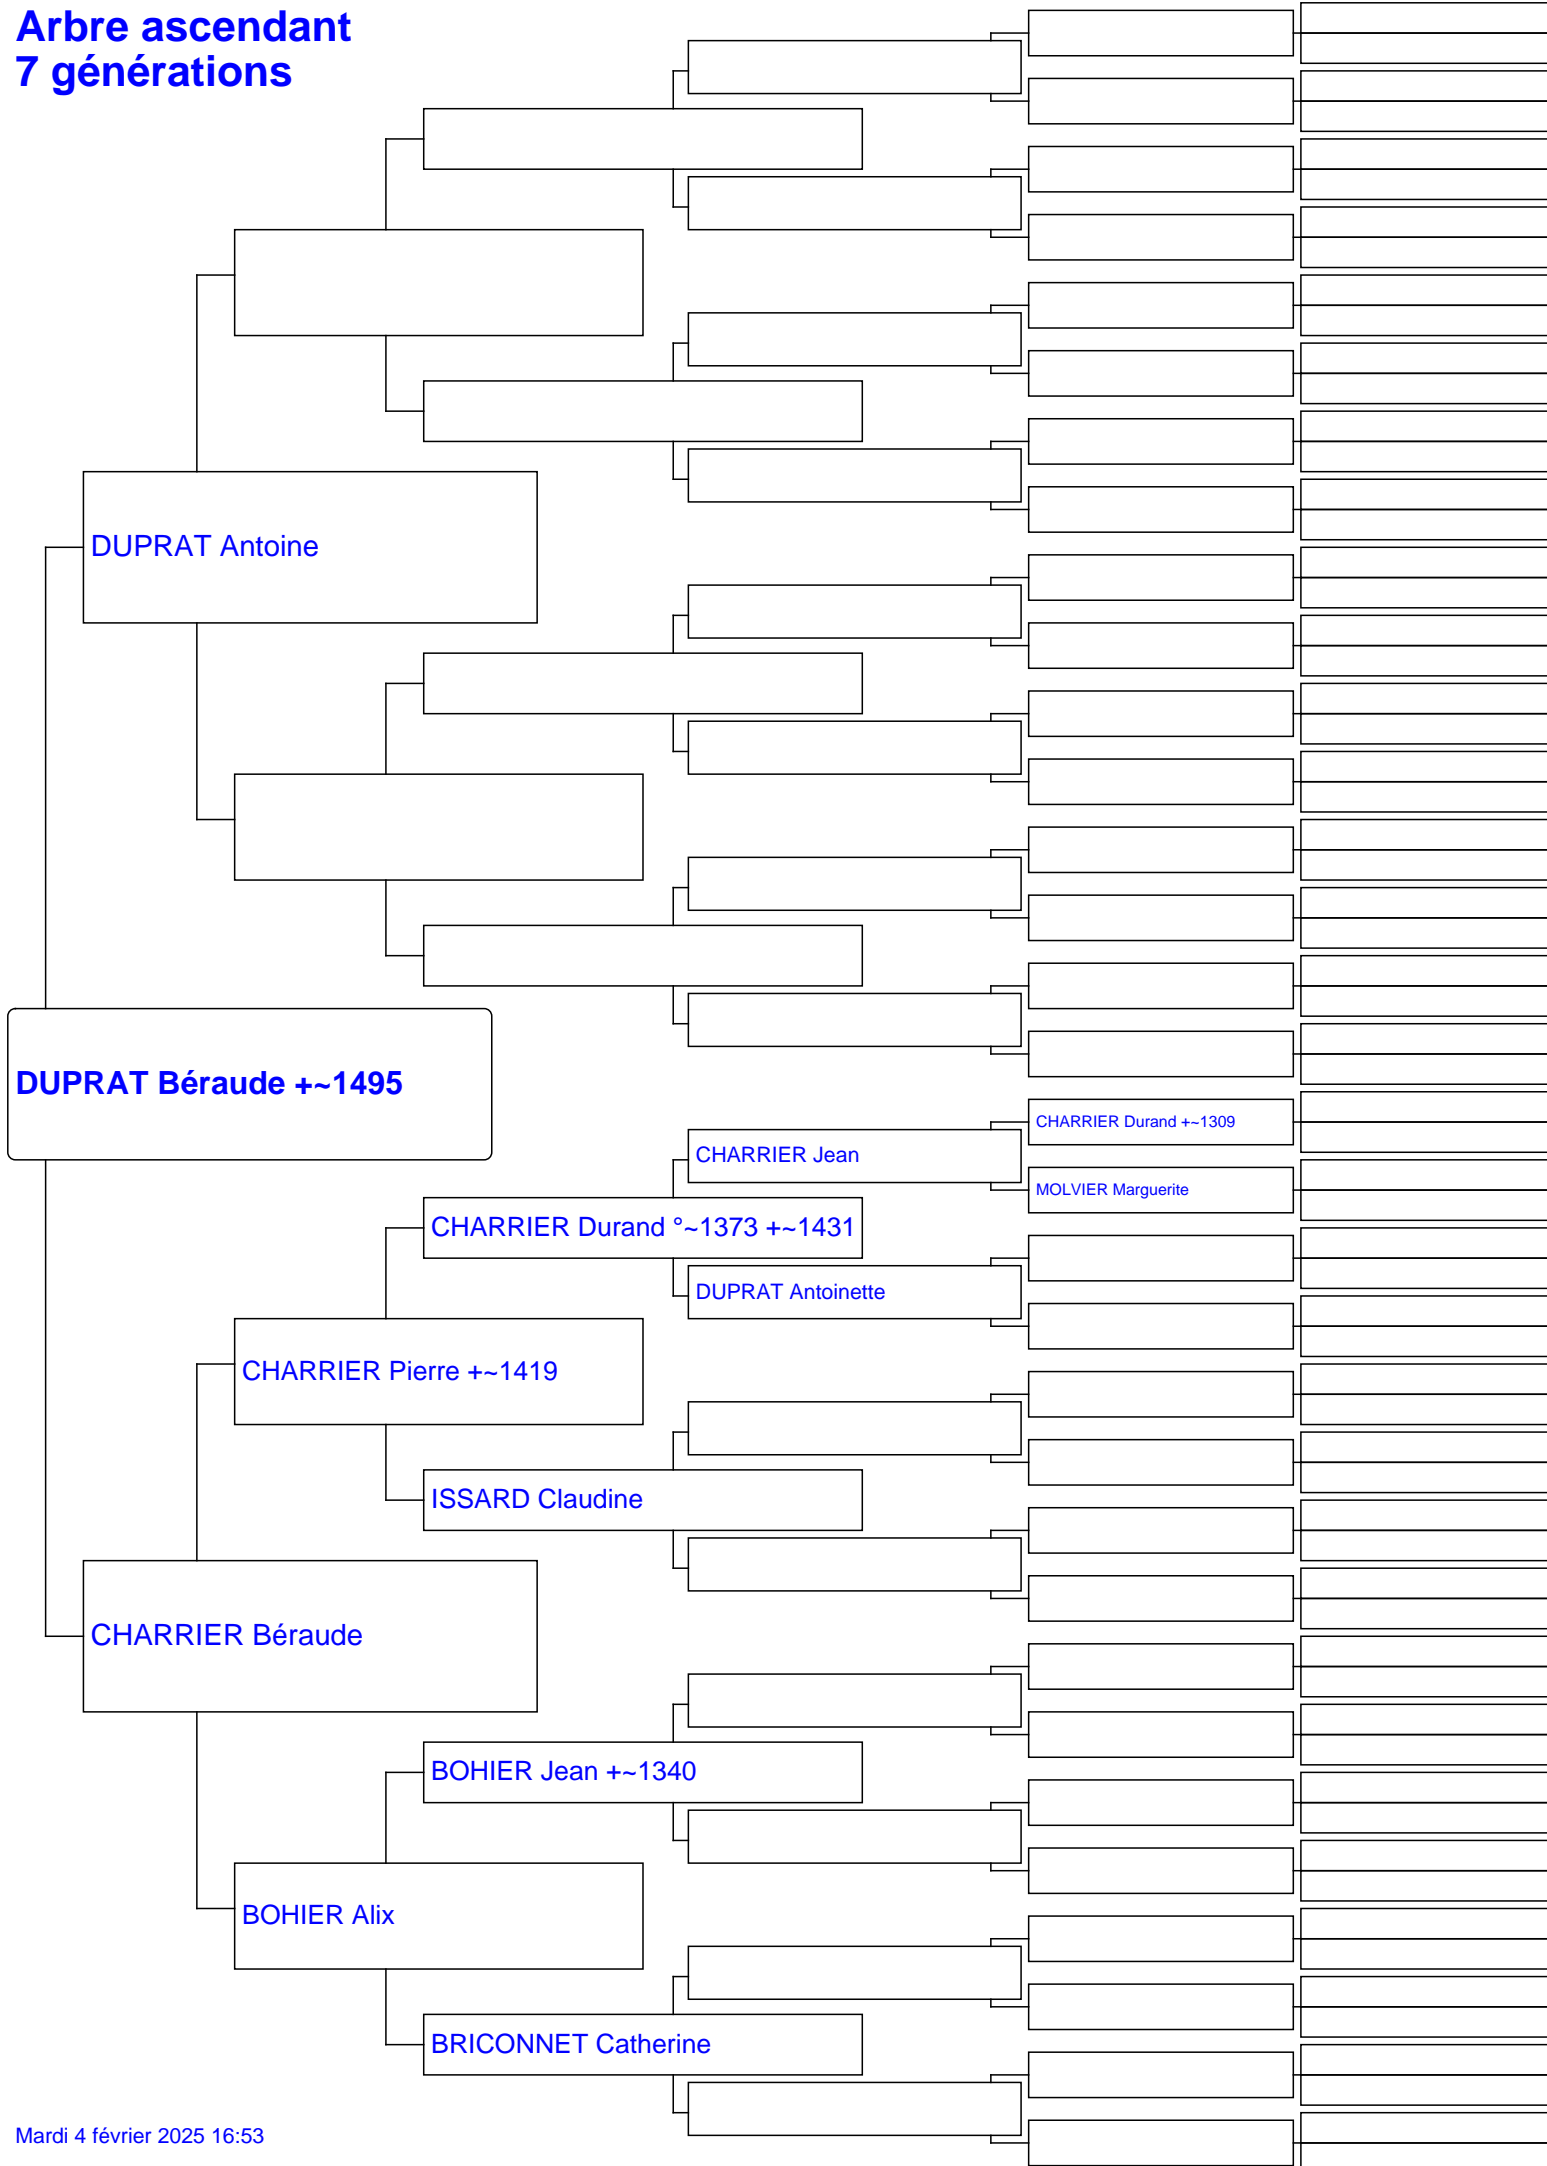 Arbre ascendant
7 générations
DUPRAT Antoine
DUPRAT Béraude +~1495
CHARRIER Durand +~1309
CHARRIER Jean
MOLVIER Marguerite
CHARRIER Durand °~1373 +~1431
DUPRAT Antoinette
CHARRIER Pierre +~1419
ISSARD Claudine
CHARRIER Béraude
BOHIER Jean +~1340
BOHIER Alix
BRICONNET Catherine
Mardi 4 février 2025 16:53